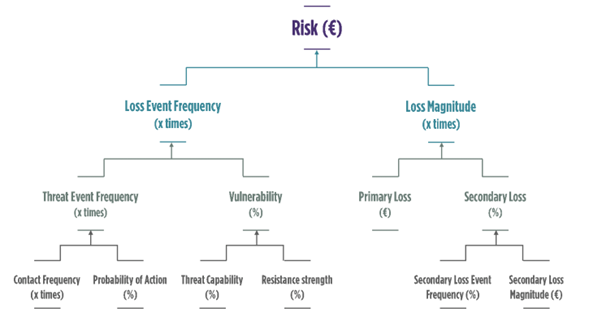 Risk (€)
Loss Event Frequency
(x times)
Loss Magnitude
(x times)
Threat Event Frequency
(x times)
Vulnerability
(%)
Primary Loss
(€)
Secondary Loss
(%)
Contact Frequency
(x times)
Probability of Action
(%)
Threat Capability
(%)
Resistance strength
(%)
Secondary Loss Event
Frequency (%)
Secondary Loss
Magnitude (€)